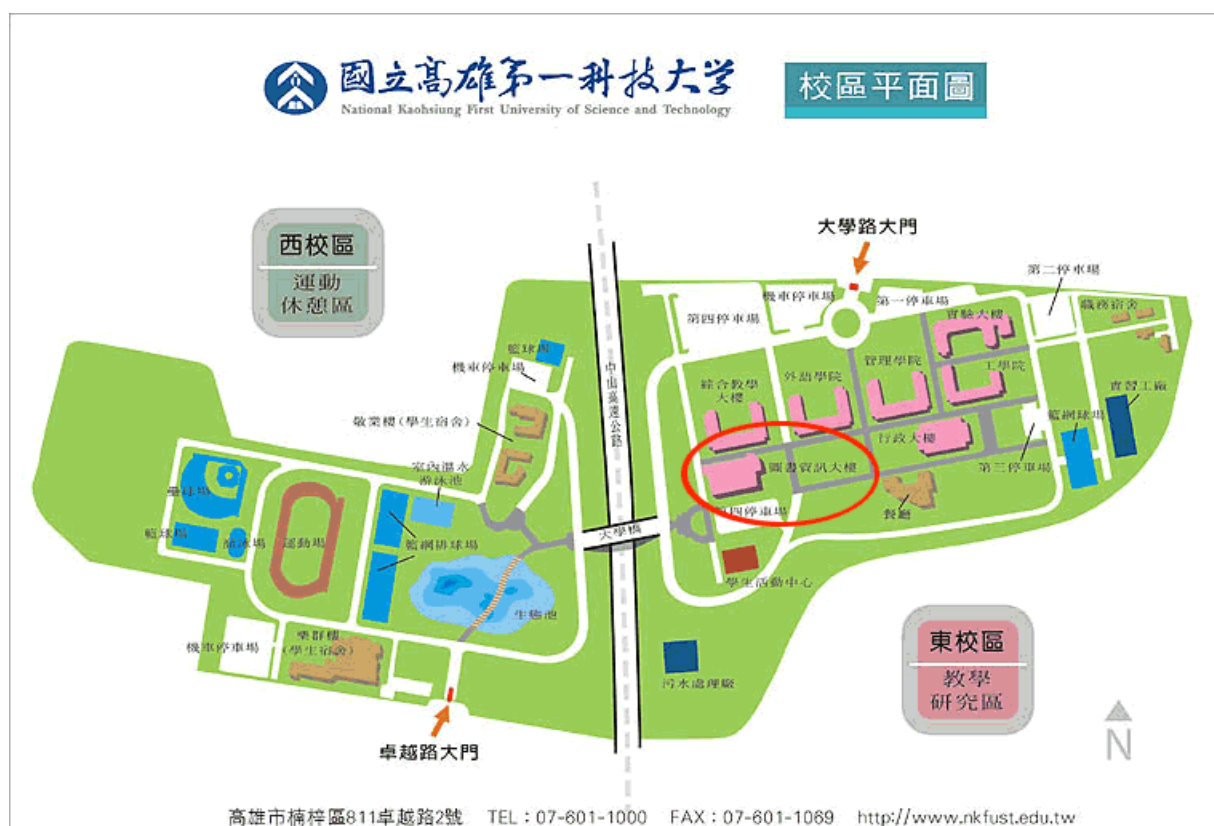 國立高雄第一科技大学
National Kaohsiung First University of Science and Technology
校區平面圖
西校區
運動
休憩區
大學路大門
第二停車場
機車停車場
第一停車場
職務宿舍
第四停車場
實驗大樓
籃球場
機車停車場
中山高速公路
管理學院
工學院
外語學院
綜合教學
大樓
實習工廠
敬業樓(學生宿舍)
籃網球場
行政大樓
室內溫水
游泳池
圖書資訊大樓
第三停車場
壘球場
餐廳
第四停車場
大學橋
籃球場
溜冰場
運動場
籃網排球場
學生活動中心
生態池
樂群樓
(學生宿舍)
機車停車場
東校區
教學
研究區
污水處理廠
卓越路大門
N
高雄市楠梓區811卓越路2號 TEL:07-601-1000 FAX:07-601-1069 http://www.nkfust.edu.tw